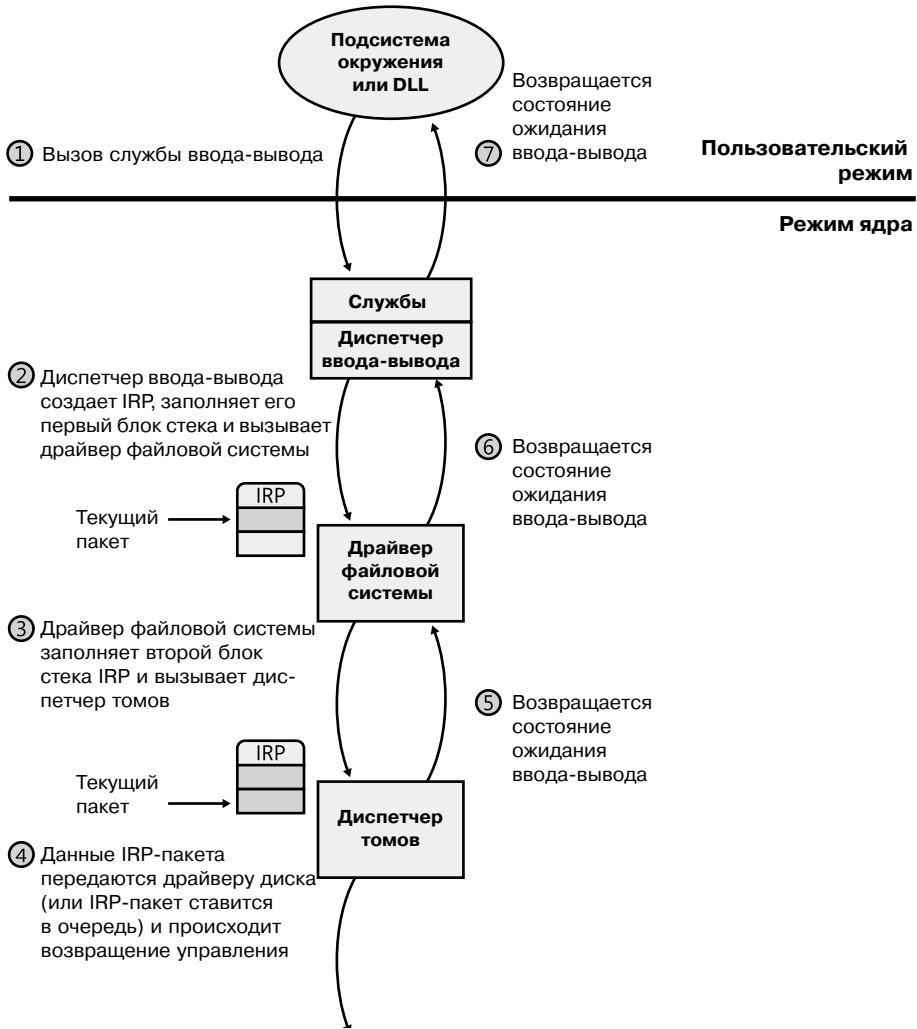 Подсистема
окружения
или DLL
① Вызов службы ввода-вывода
Возвращается
состояние
ожидания
⑦ ввода-вывода
Пользовательский
режим
Режим ядра
Службы
Диспетчер
ввода-вывода
② Диспетчер ввода-вывода
создает IRP, заполняет его
первый блок стека и вызывает
драйвер файловой системы
⑥ Возвращается
состояние
ожидания
ввода-вывода
IRP
Текущий
пакет
Драйвер
файловой
системы
③ Драйвер файловой системы
заполняет второй блок
стека IRP и вызывает дис-
петчер томов
⑤ Возвращается
состояние
ожидания
ввода-вывода
IRP
Текущий
пакет
Диспетчер
томов
④ Данные IRP-пакета
передаются драйверу диска
(или IRP-пакет ставится
в очередь) и происходит
возвращение управления